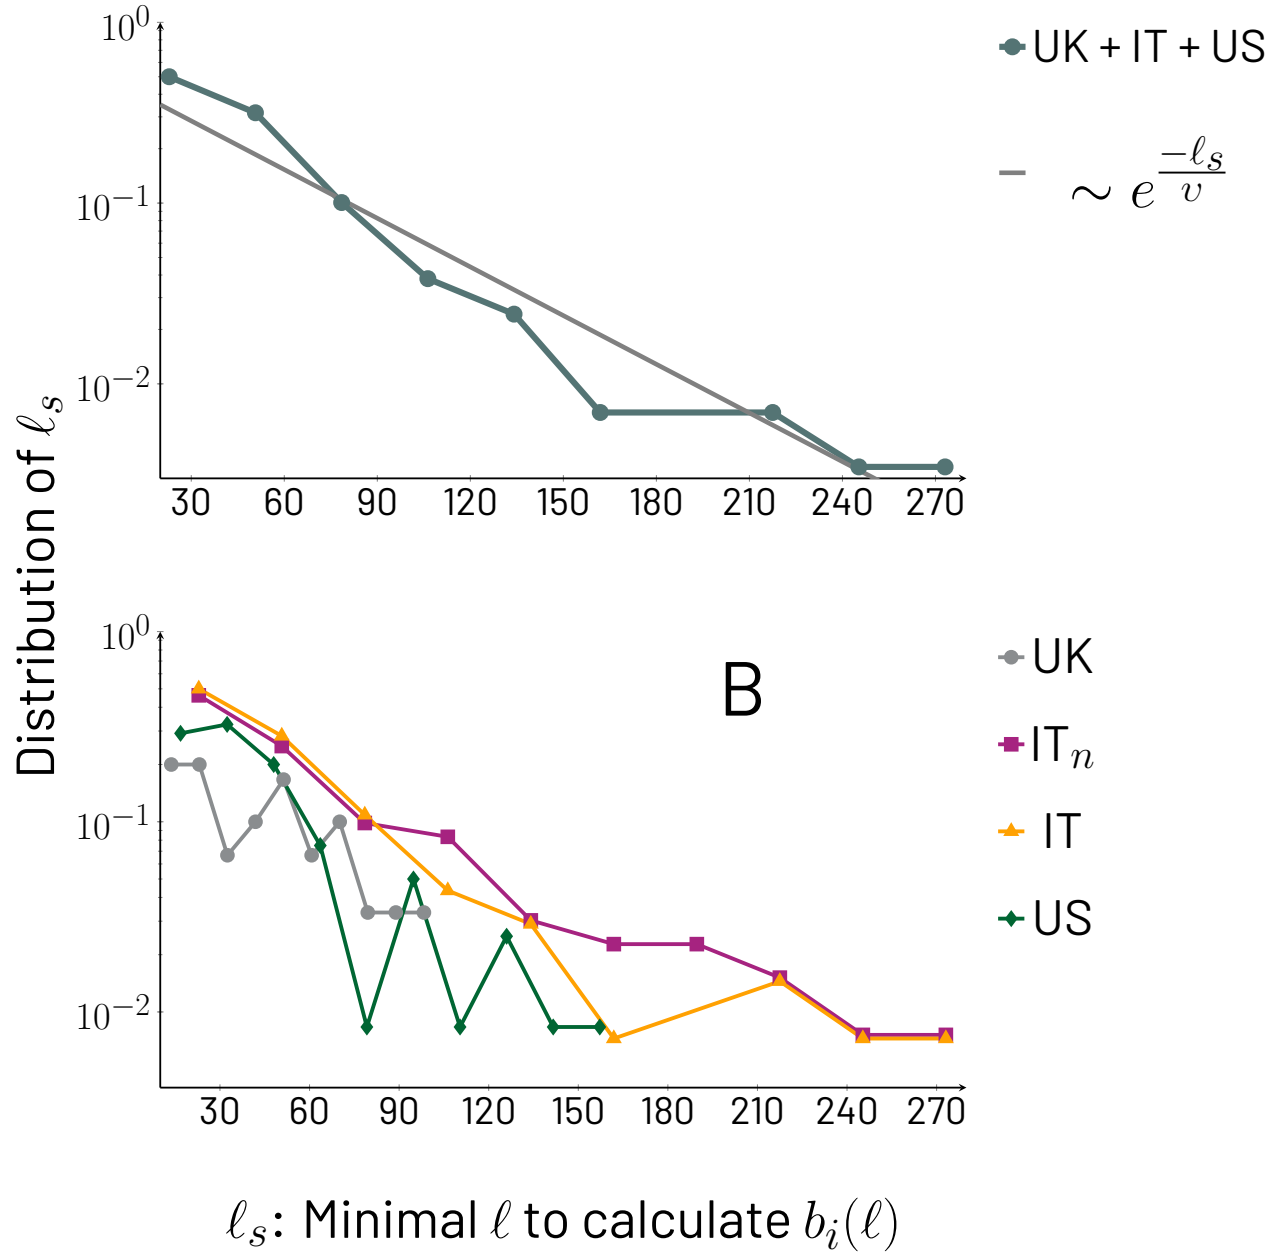 Distribution of ℓ_s
10^0
10^−1
10^−2
30 60 90 120 150 180 210 240 270
UK + IT + US
∼ e^{−ℓ_s/υ}
10^0
10^−1
10^−2
30 60 90 120 150 180 210 240 270
B
UK
IT_n
IT
US
ℓ_s: Minimal ℓ to calculate b_i(ℓ)